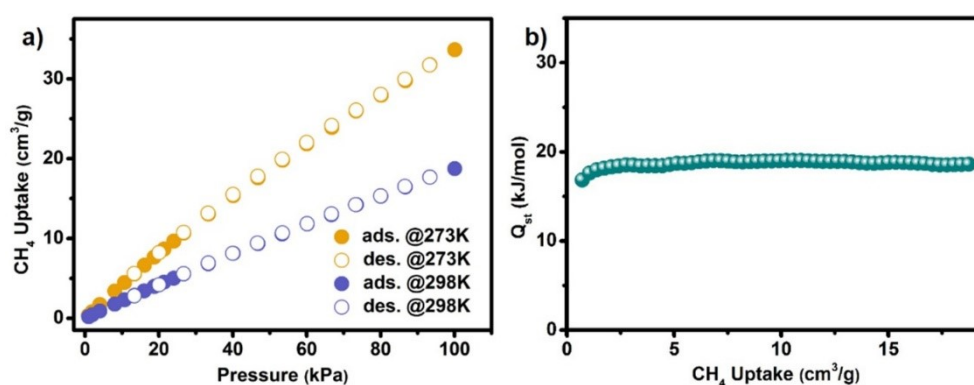 a)
CH₄ Uptake (cm³/g)
30
20
10
0
ads. @273K
des. @273K
ads. @298K
des. @298K
0 20 40 60 80 100
Pressure (kPa)
b)
Qst (kJ/mol)
30
20
10
0 5 10 15
CH₄ Uptake (cm³/g)